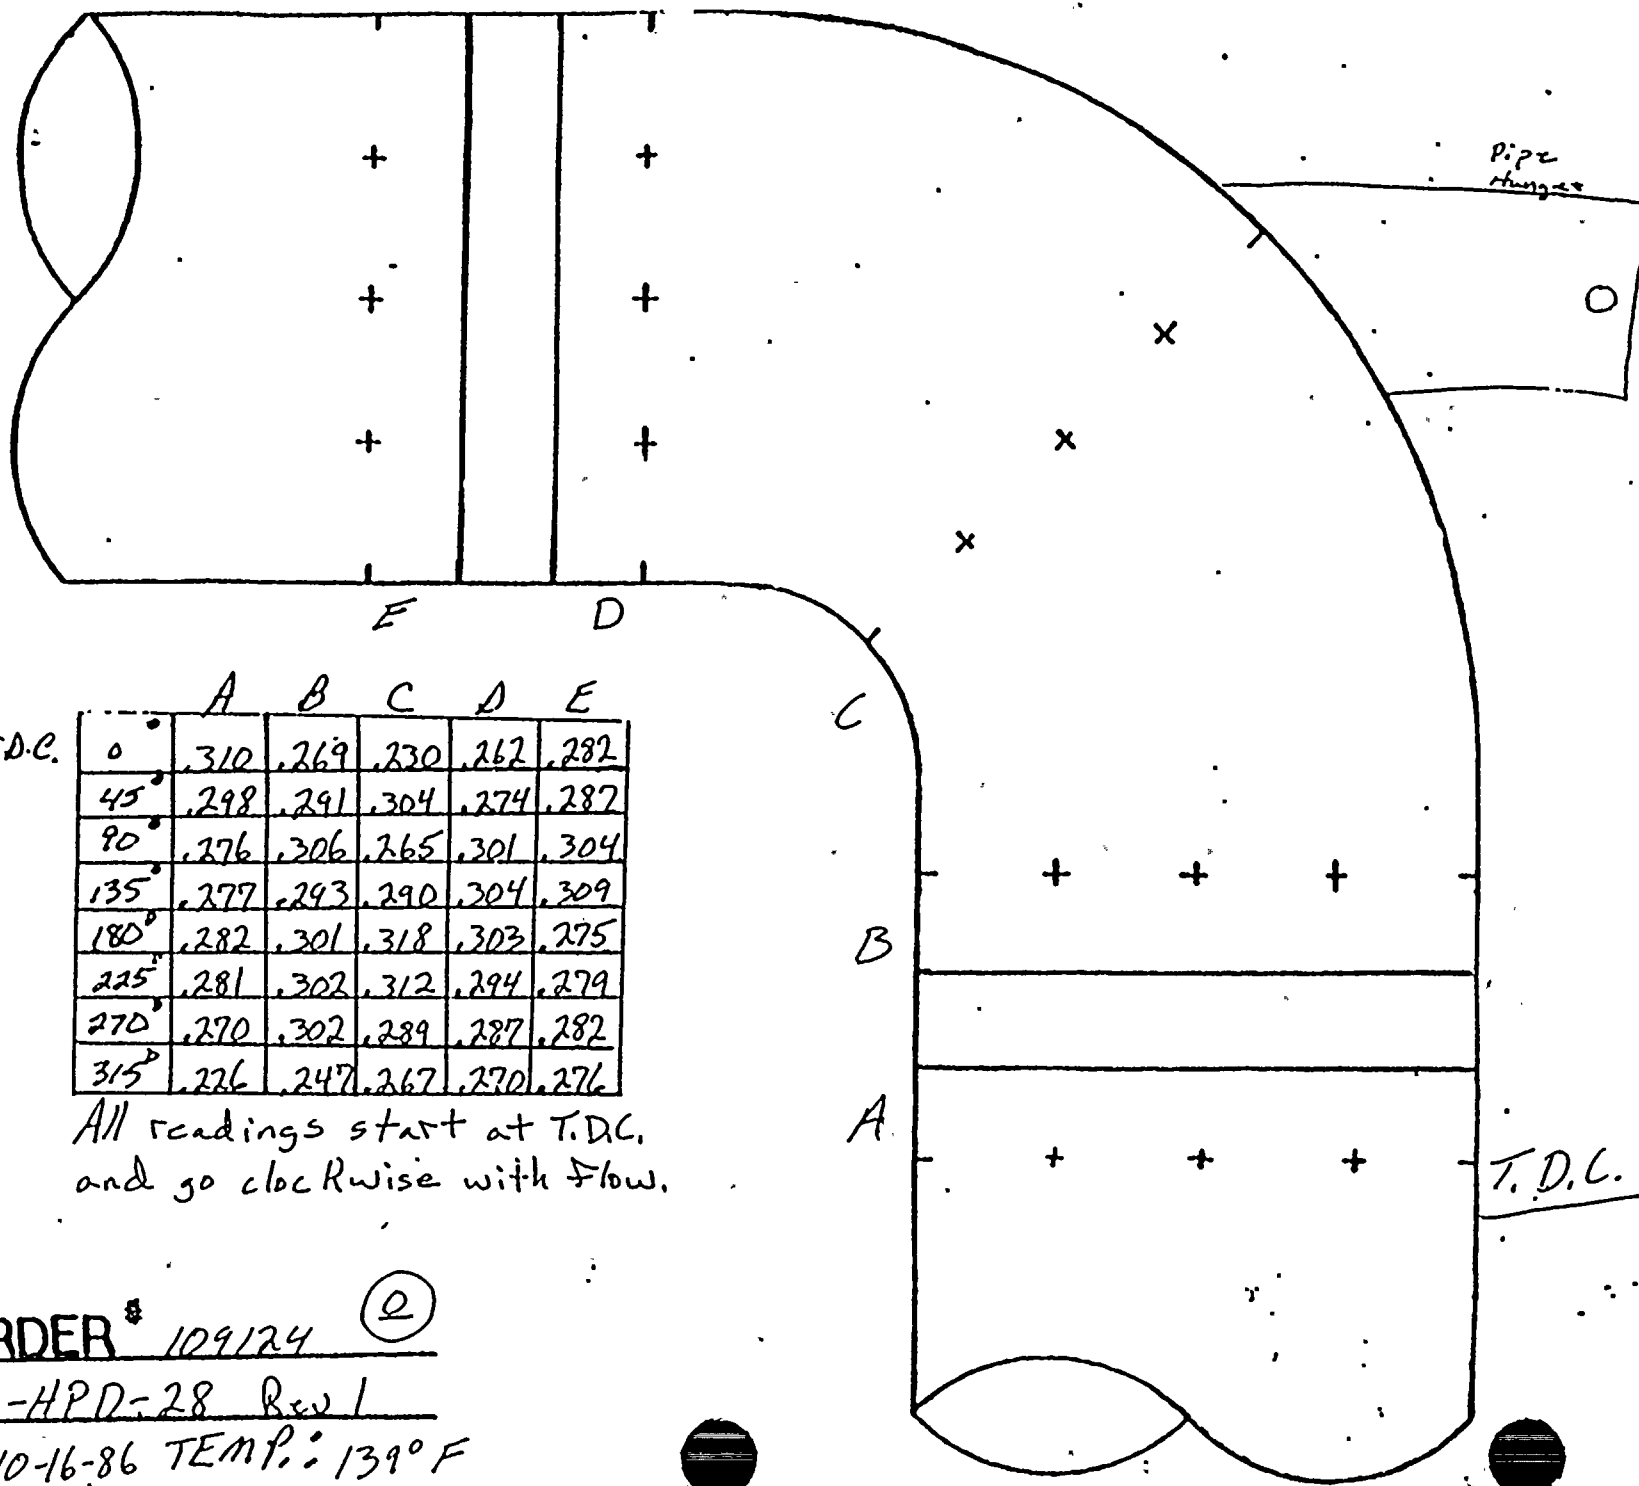 Pipe
Hanger
E D
C
A B C D E
T.D.C. 0° .310 .269 .230 .262 .282
45° .298 .291 .304 .274 .287
90° .276 .306 .265 .301 .304
135° .277 .293 .290 .304 .309
180° .282 .301 .318 .303 .275
225° .281 .302 .312 .294 .279
270° .270 .302 .289 .287 .282
315° .226 .247 .267 .270 .276
B
A
T.D.C.
All readings start at T.D.C.
and go clockwise with flow.
RDER # 109124 0
-HPD-28 Rev 1
10-16-86 TEMP.: 139° F